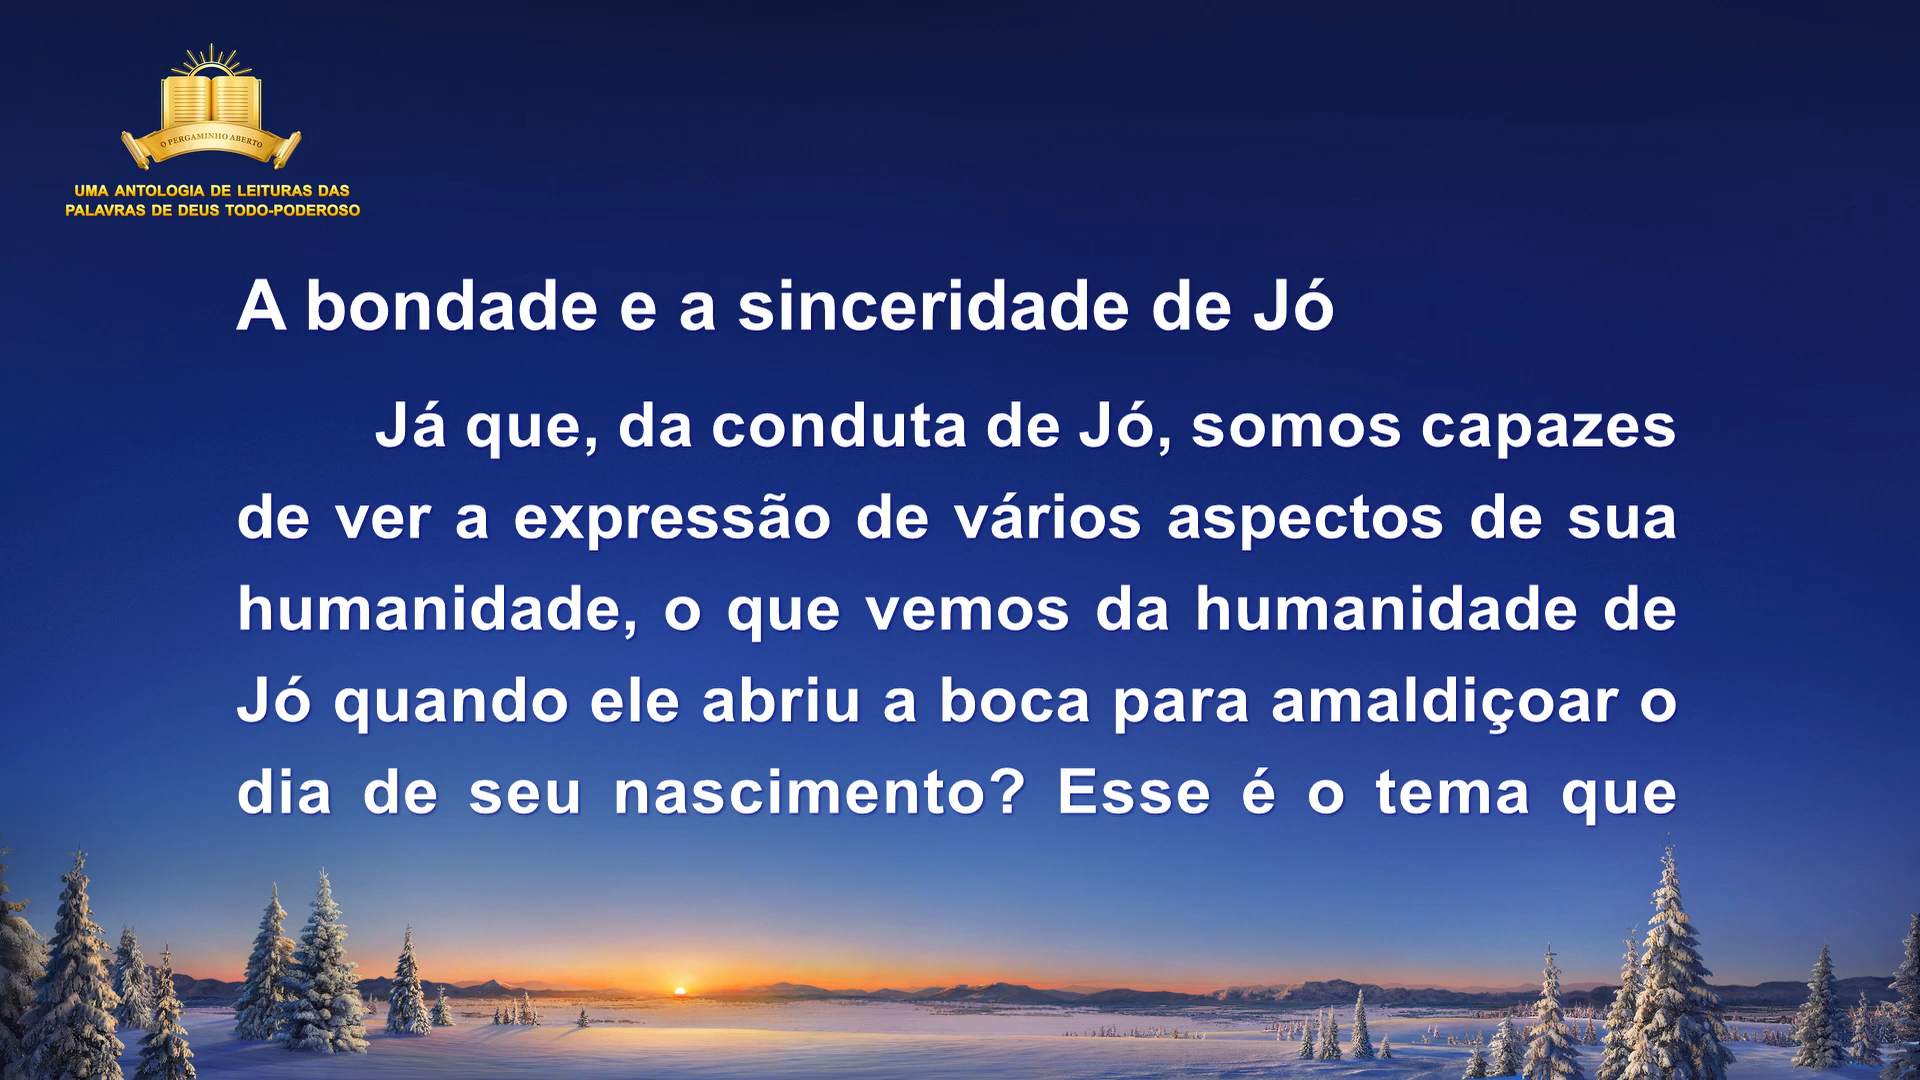 O PERGAMINHO ABERTO
UMA ANTOLOGIA DE LEITURAS DAS
PALAVRAS DE DEUS TODO-PODEROSO
A bondade e a sinceridade de Jó
Já que, da conduta de Jó, somos capazes
de ver a expressão de vários aspectos de sua
humanidade, o que vemos da humanidade de
Jó quando ele abriu a boca para amaldiçoar o
dia de seu nascimento? Esse é o tema que